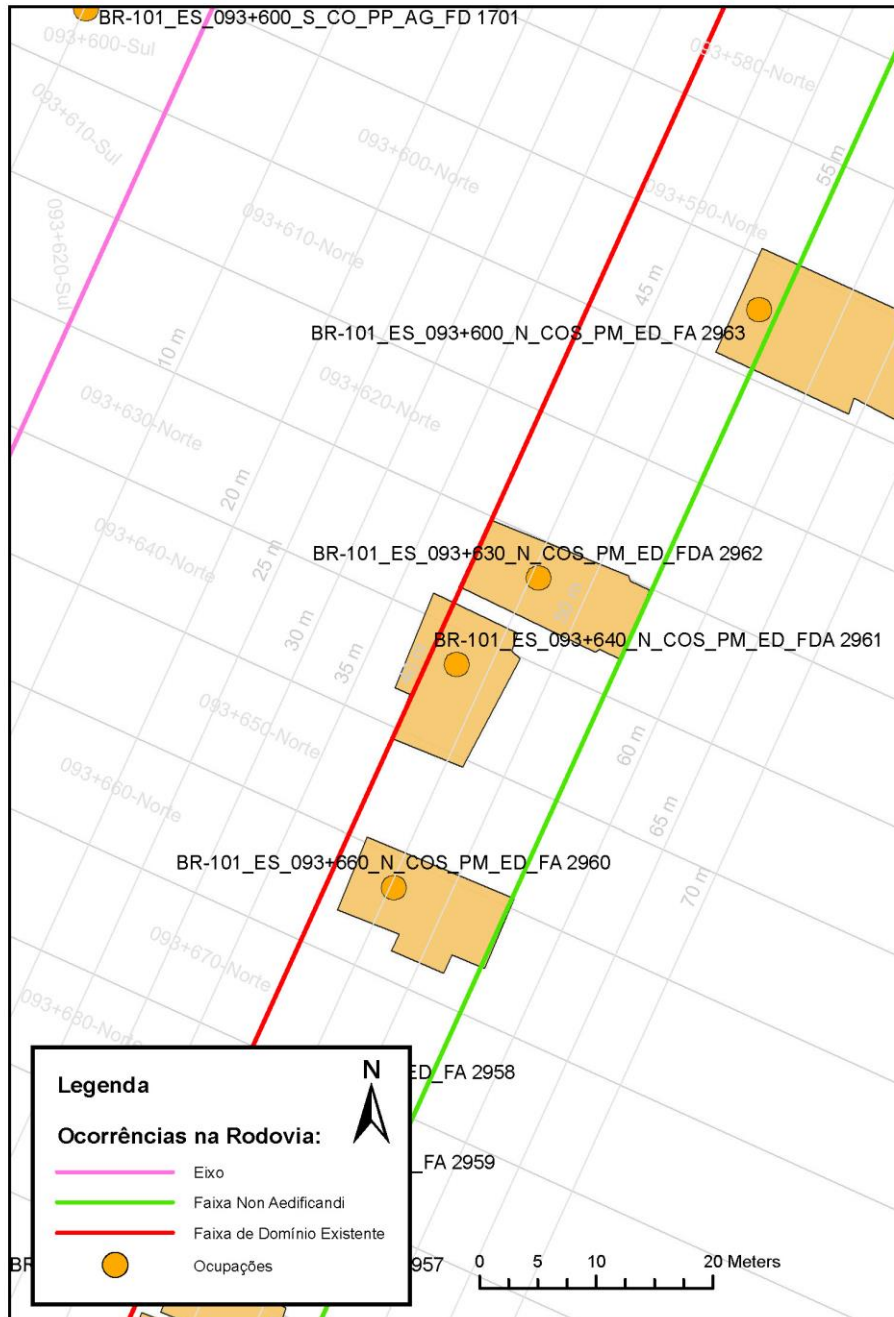 BR-101_ES_093+600_S_CO_PP_AG_FD 1701
093+600-Sul
093+580-Norte
093+610-Sul
093+600-Norte
55 m
093+590-Norte
093+620-Sul
093+610-Norte
45 m
BR-101_ES_093+600_N_COS_PM_ED_FA 2963
10 m
093+620-Norte
093+630-Norte
20 m
093+640-Norte
25 m
BR-101_ES_093+630_N_COS_PM_ED_FDA 2962
30 m
35 m
BR-101_ES_093+640_N_COS_PM_ED_FDA 2961
093+650-Norte
60 m
093+660-Norte
65 m
BR-101_ES_093+660_N_COS_PM_ED_FA 2960
70 m
093+670-Norte
093+680-Norte
ED_FA 2958
_FA 2959
BR
957
Legenda
N
Ocorrências na Rodovia:
Eixo
Faixa Non Aedificandi
Faixa de Domínio Existente
Ocupações
0 5 10 20 Meters